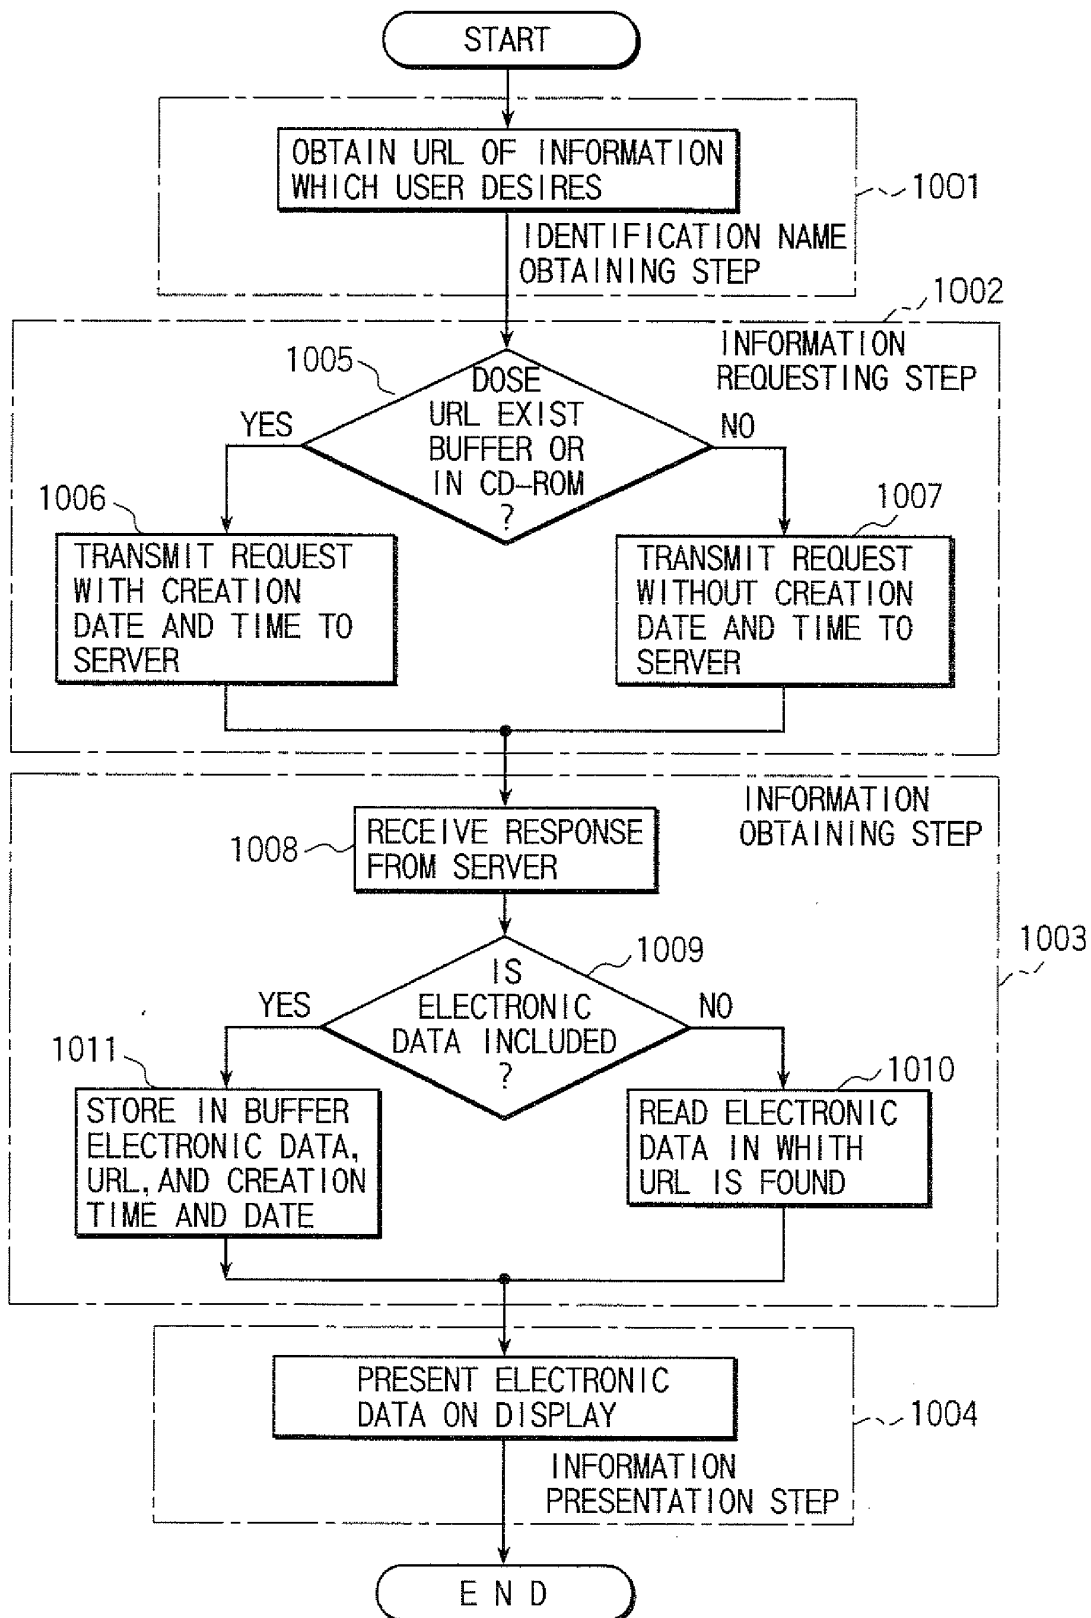 START
OBTAIN URL OF INFORMATION
WHICH USER DESIRES
1001
IDENTIFICATION NAME
OBTAINING STEP
1002
INFORMATION
REQUESTING STEP
1005
DOSE
URL EXIST
BUFFER OR
IN CD-ROM
?
YES
NO
1006
TRANSMIT REQUEST
WITH CREATION
DATE AND TIME TO
SERVER
1007
TRANSMIT REQUEST
WITHOUT CREATION
DATE AND TIME TO
SERVER
INFORMATION
OBTAINING STEP
1008
RECEIVE RESPONSE
FROM SERVER
1003
1009
IS
ELECTRONIC
DATA INCLUDED
?
YES
NO
1011
STORE IN BUFFER
ELECTRONIC DATA,
URL, AND CREATION
TIME AND DATE
1010
READ ELECTRONIC
DATA IN WHITH
URL IS FOUND
PRESENT ELECTRONIC
DATA ON DISPLAY
1004
INFORMATION
PRESENTATION STEP
END